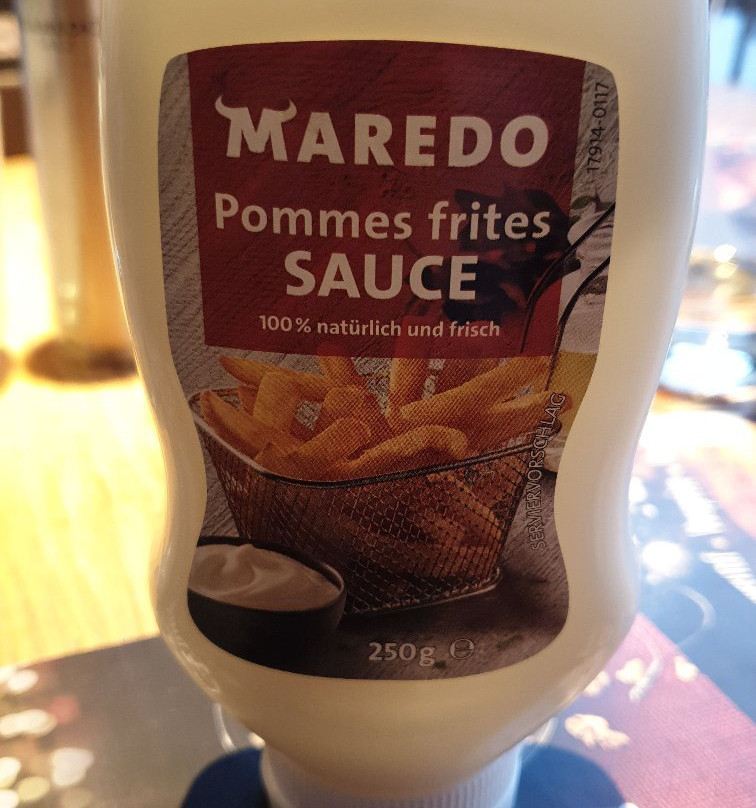 MAREDO
Pommes frites
SAUCE
100% natürlich und frisch
17914-0117
SERVIERVORSCHLAG
250g ℮